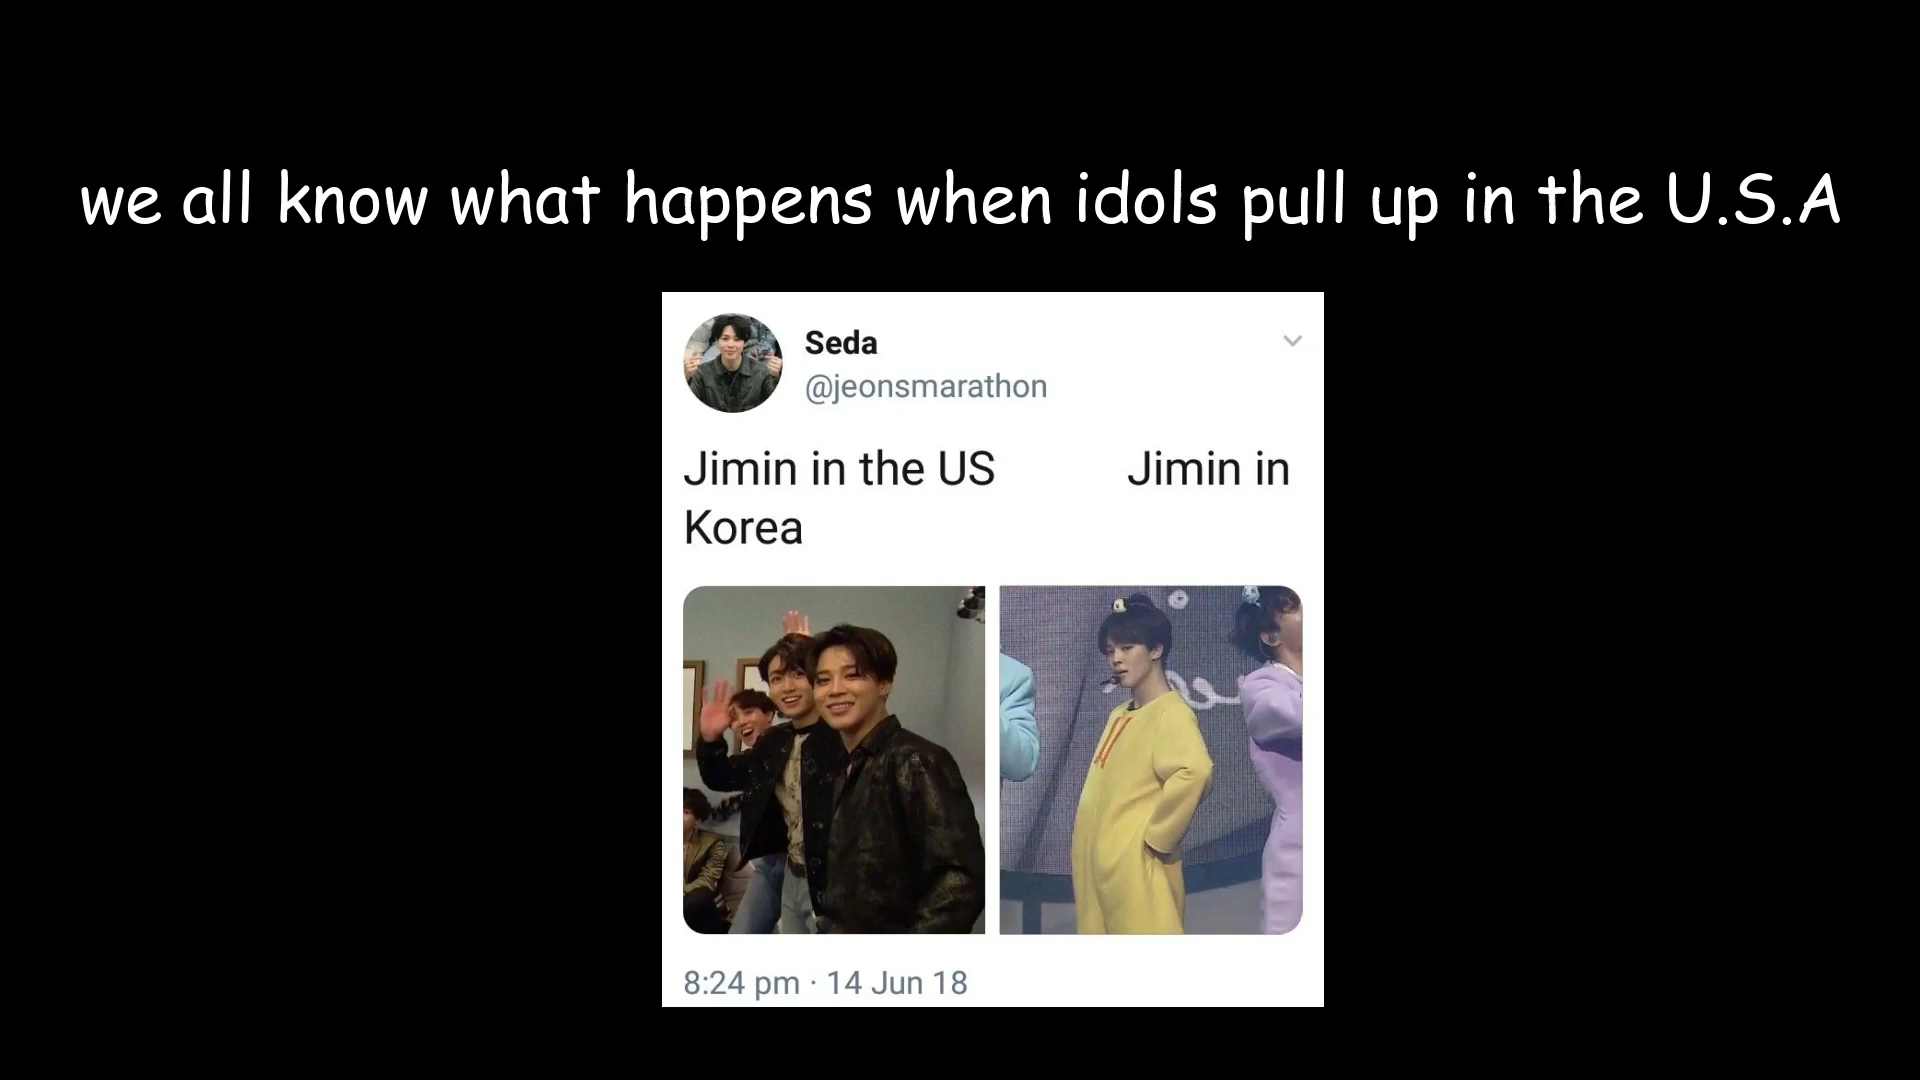 we all know what happens when idols pull up in the U.S.A
Seda
@jeonsmarathon
Jimin in the US Jimin in
Korea
8:24 pm · 14 Jun 18